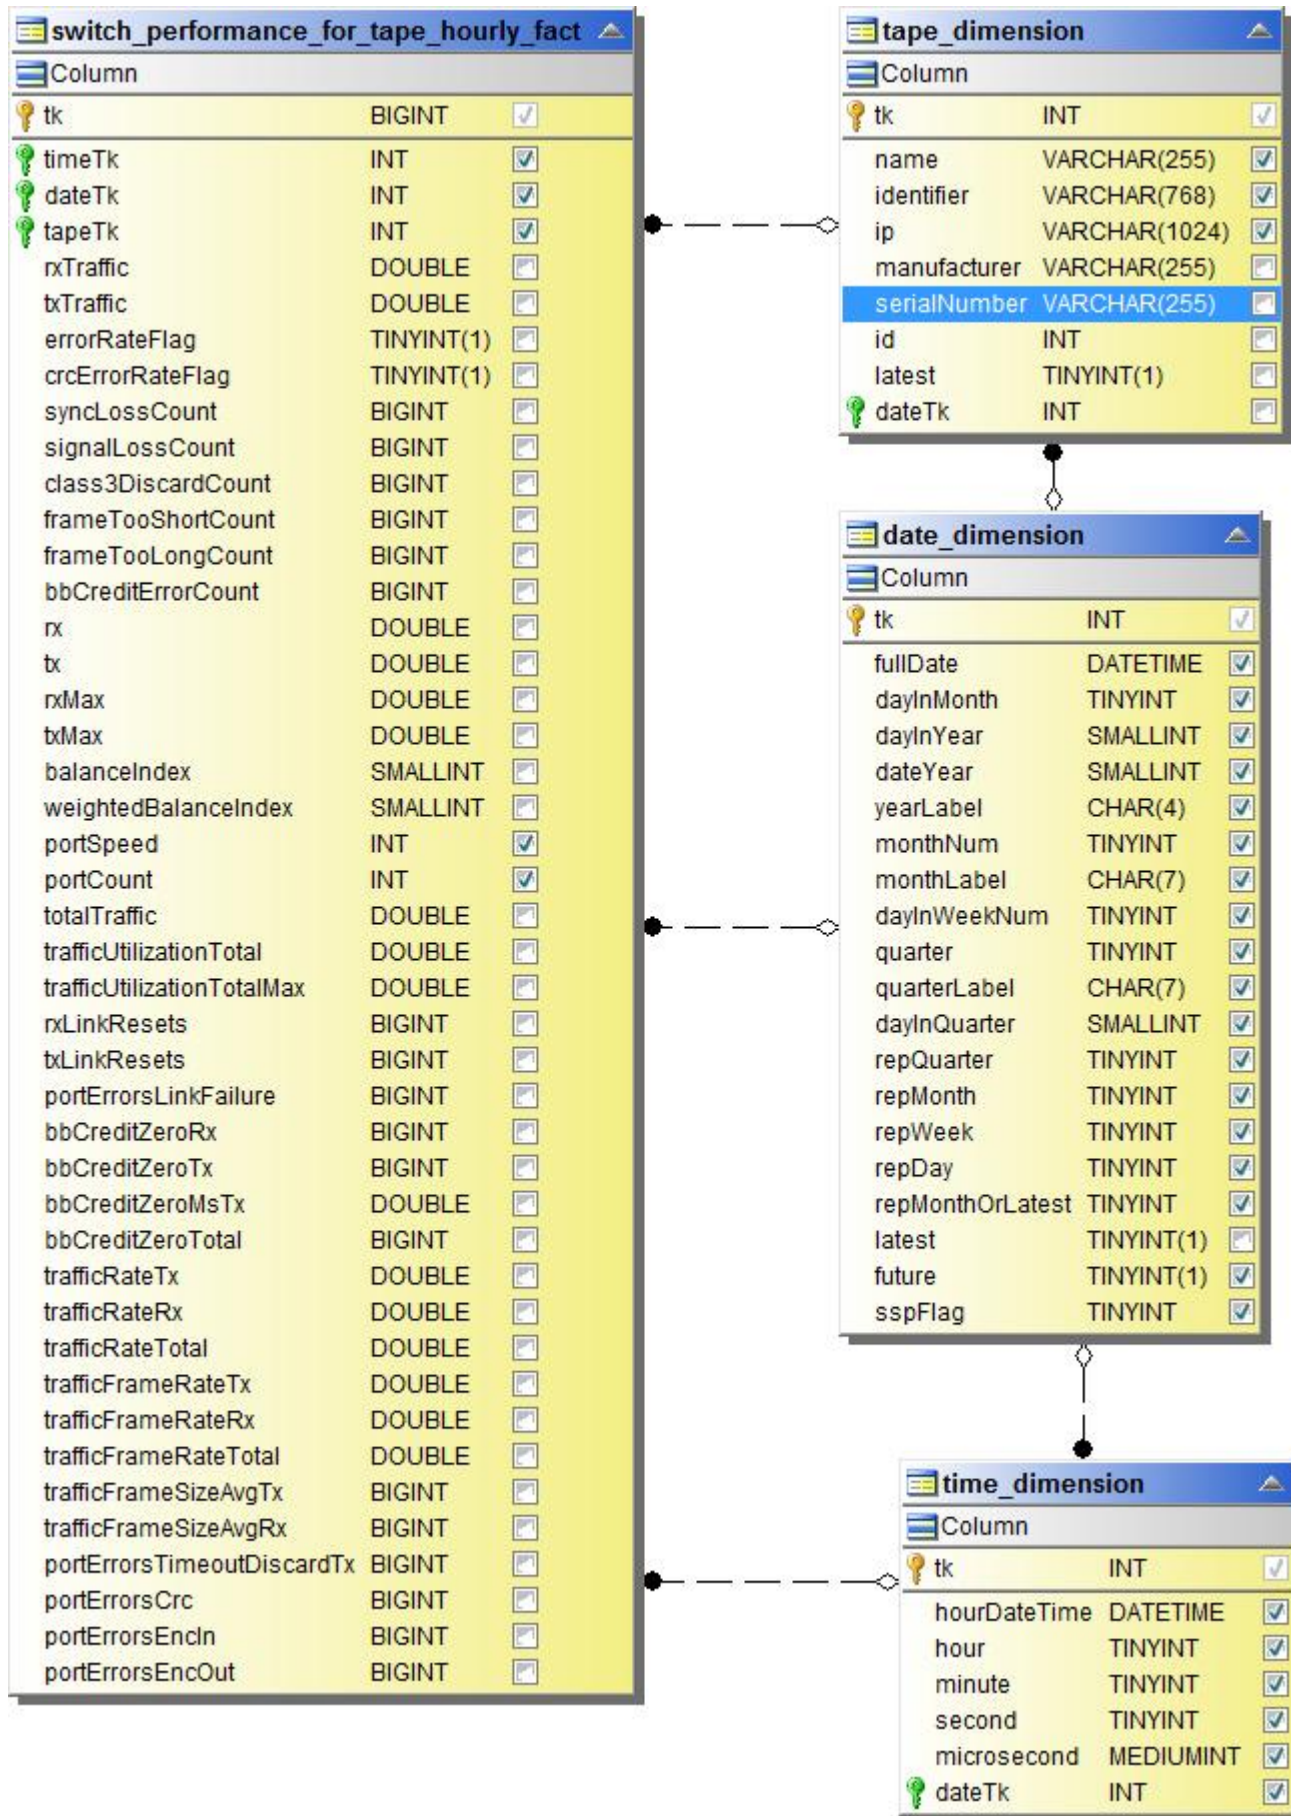 switch_performance_for_tape_hourly_fact
Column
tk BIGINT
timeTk INT
dateTk INT
tapeTk INT
rxTraffic DOUBLE
txTraffic DOUBLE
errorRateFlag TINYINT(1)
crcErrorRateFlag TINYINT(1)
syncLossCount BIGINT
signalLossCount BIGINT
class3DiscardCount BIGINT
frameTooShortCount BIGINT
frameTooLongCount BIGINT
bbCreditErrorCount BIGINT
rx DOUBLE
tx DOUBLE
rxMax DOUBLE
txMax DOUBLE
balanceIndex SMALLINT
weightedBalanceIndex SMALLINT
portSpeed INT
portCount INT
totalTraffic DOUBLE
trafficUtilizationTotal DOUBLE
trafficUtilizationTotalMax DOUBLE
rxLinkResets BIGINT
txLinkResets BIGINT
portErrorsLinkFailure BIGINT
bbCreditZeroRx BIGINT
bbCreditZeroTx BIGINT
bbCreditZeroMsTx DOUBLE
bbCreditZeroTotal BIGINT
trafficRateTx DOUBLE
trafficRateRx DOUBLE
trafficRateTotal DOUBLE
trafficFrameRateTx DOUBLE
trafficFrameRateRx DOUBLE
trafficFrameRateTotal DOUBLE
trafficFrameSizeAvgTx BIGINT
trafficFrameSizeAvgRx BIGINT
portErrorsTimeoutDiscardTx BIGINT
portErrorsCrc BIGINT
portErrorsEncIn BIGINT
portErrorsEncOut BIGINT
tape_dimension
Column
tk INT
name VARCHAR(255)
identifier VARCHAR(768)
ip VARCHAR(1024)
manufacturer VARCHAR(255)
serialNumber VARCHAR(255)
id INT
latest TINYINT(1)
dateTk INT
date_dimension
Column
tk INT
fullDate DATETIME
dayInMonth TINYINT
dayInYear SMALLINT
dateYear SMALLINT
yearLabel CHAR(4)
monthNum TINYINT
monthLabel CHAR(7)
dayInWeekNum TINYINT
quarter TINYINT
quarterLabel CHAR(7)
dayInQuarter SMALLINT
repQuarter TINYINT
repMonth TINYINT
repWeek TINYINT
repDay TINYINT
repMonthOrLatest TINYINT
latest TINYINT(1)
future TINYINT(1)
sspFlag TINYINT
time_dimension
Column
tk INT
hourDateTime DATETIME
hour TINYINT
minute TINYINT
second TINYINT
microsecond MEDIUMINT
dateTk INT